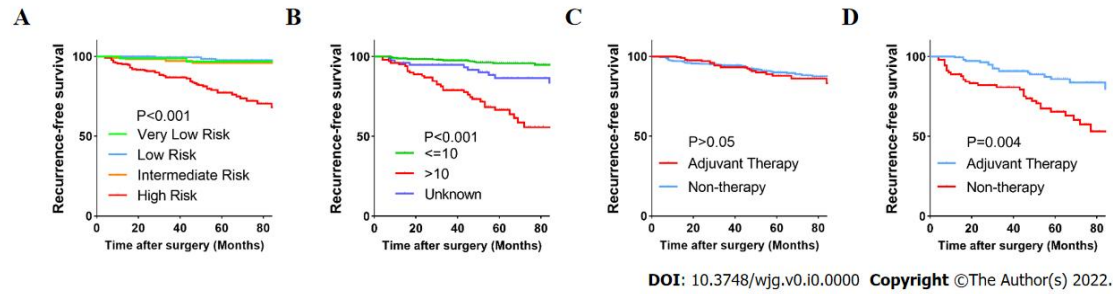 A
Recurrence-free survival
100
50
0
0 20 40 60 80
Time after surgery (Months)
P<0.001
Very Low Risk
Low Risk
Intermediate Risk
High Risk
B
Recurrence-free survival
100
50
0
0 20 40 60 80
Time after surgery (Months)
P<0.001
<=10
>10
Unknown
C
Recurrence-free survival
100
50
0
0 20 40 60 80
Time after surgery (Months)
P>0.05
Adjuvant Therapy
Non-therapy
D
Recurrence-free survival
100
50
0
0 20 40 60 80
Time after surgery (Months)
P=0.004
Adjuvant Therapy
Non-therapy
DOI: 10.3748/wjg.v0.i0.0000 Copyright ©The Author(s) 2022.